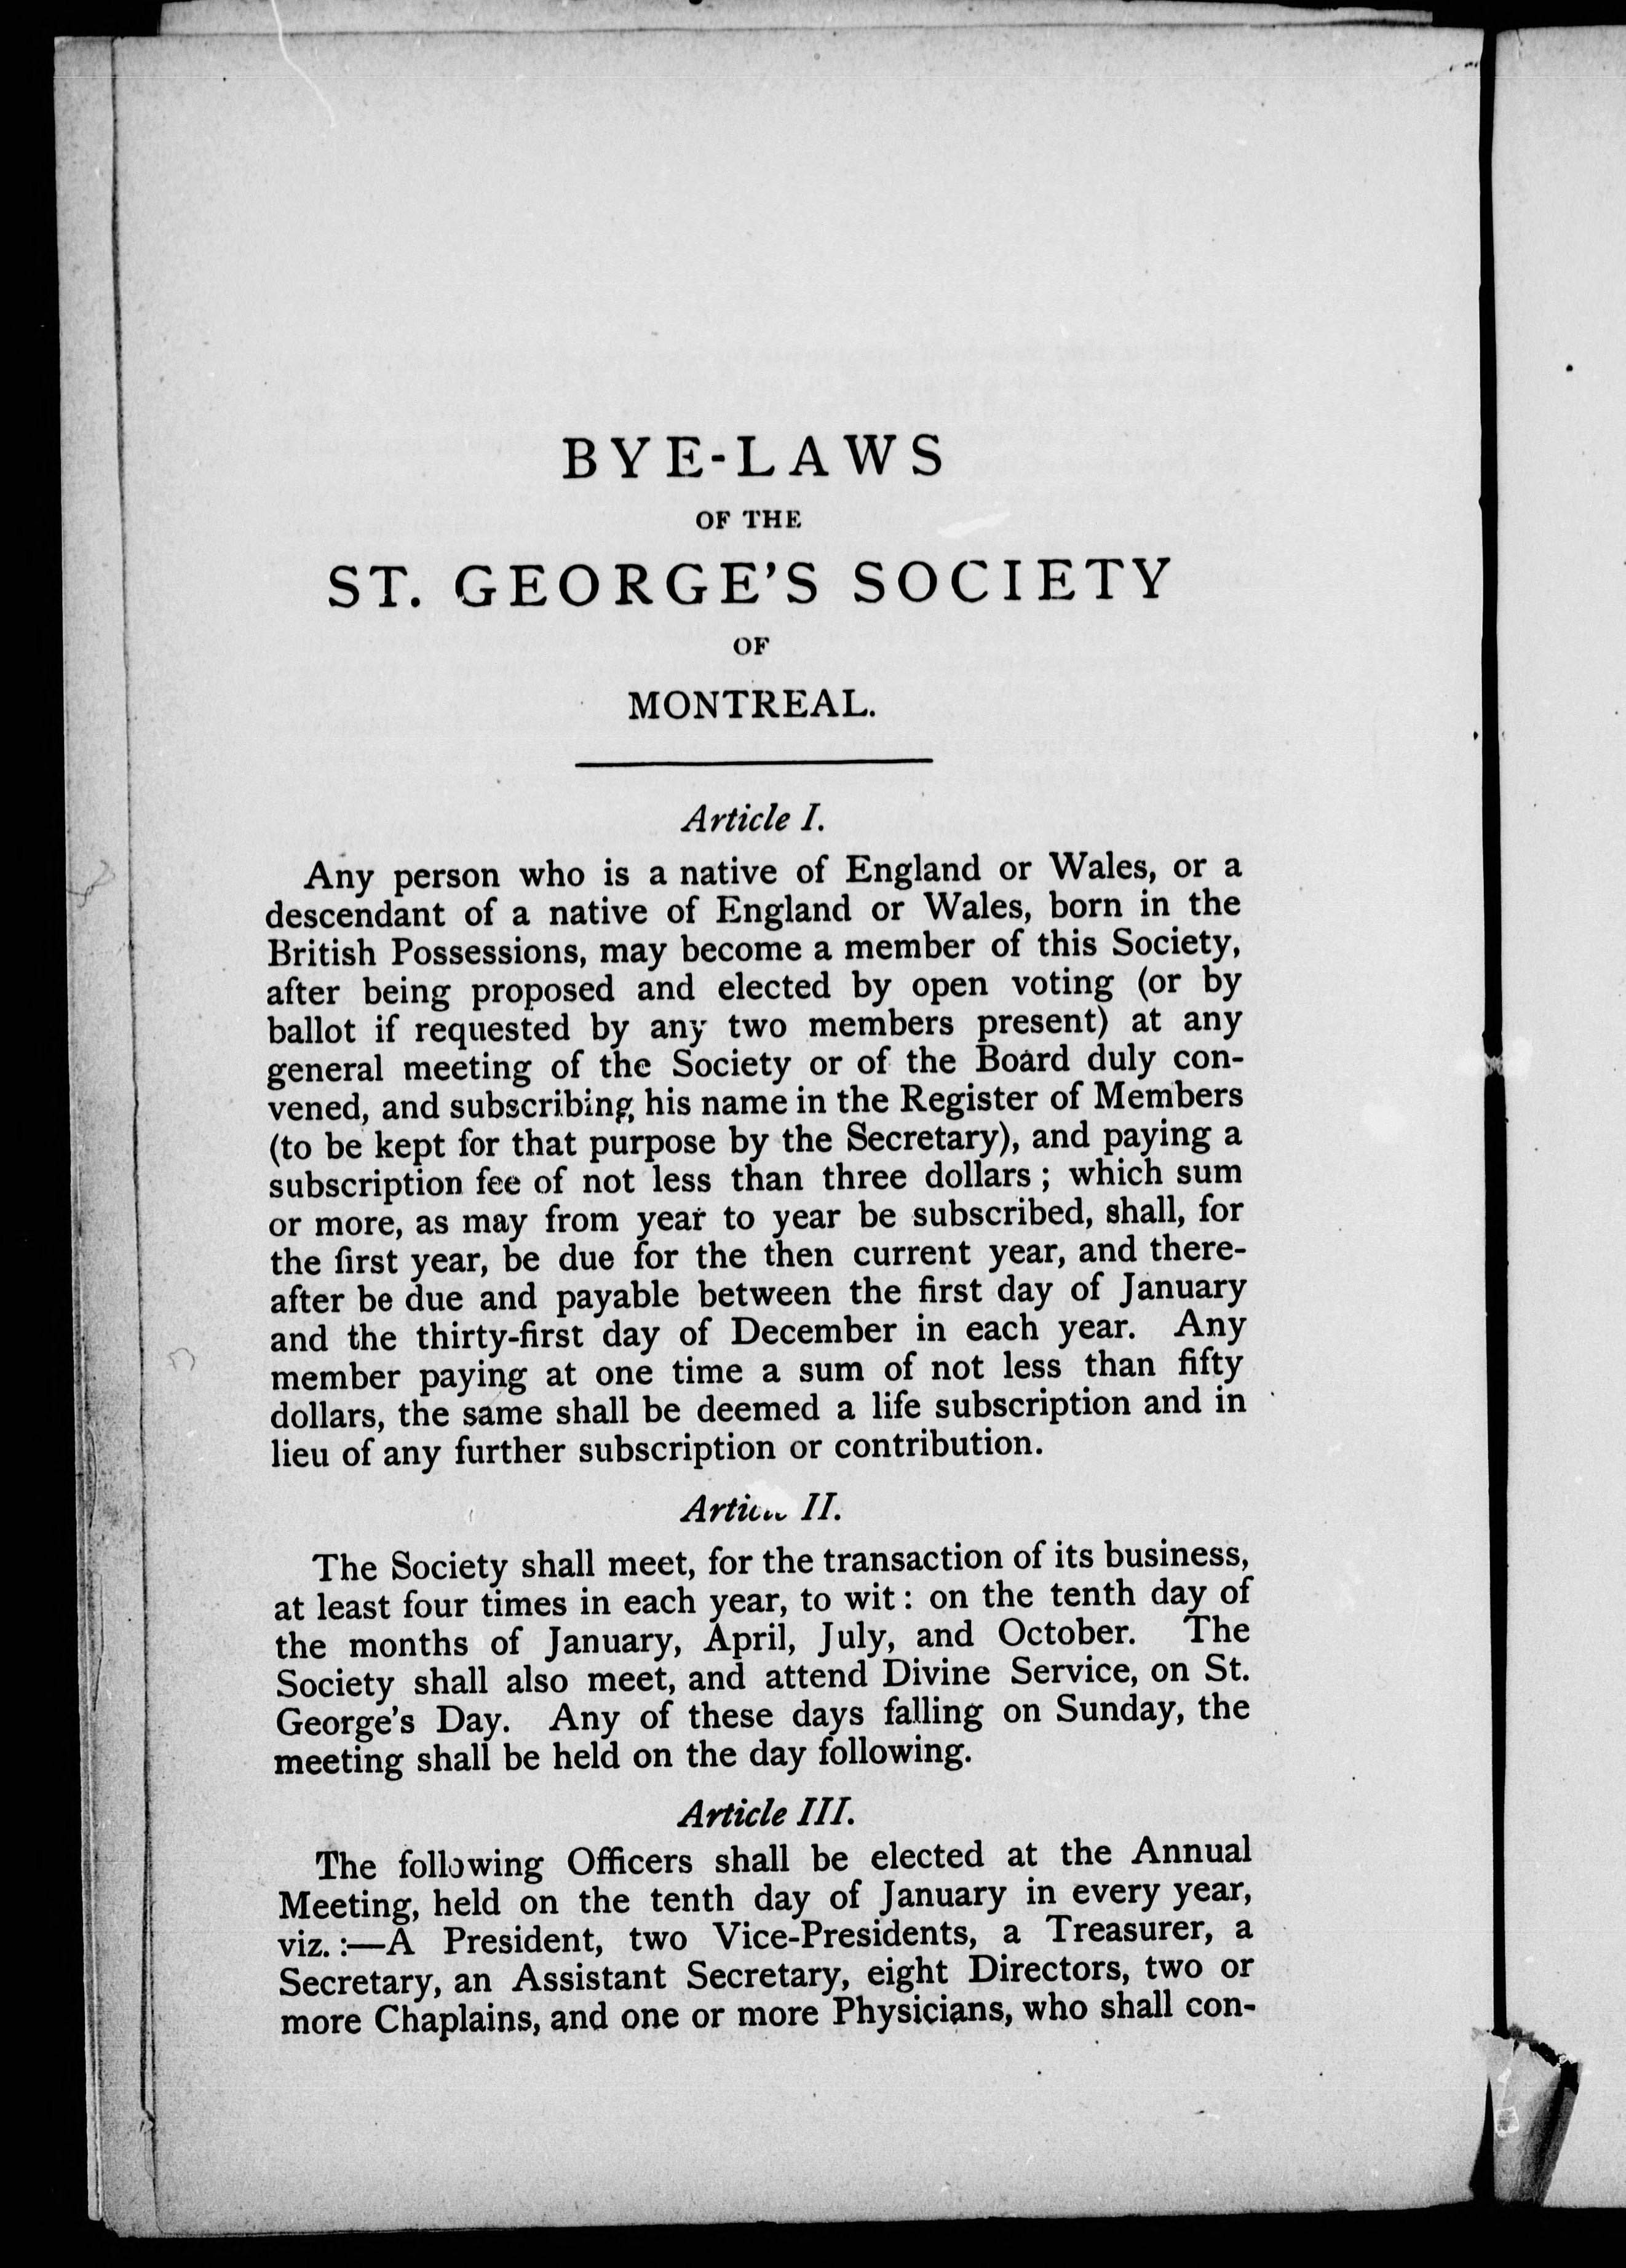 BYE-LAWS
OF THE
ST. GEORGE'S SOCIETY
OF
MONTREAL.
Article I.
Any person who is a native of England or Wales, or a
descendant of a native of England or Wales, born in the
British Possessions, may become a member of this Society,
after being proposed and elected by open voting (or by
ballot if requested by any two members present) at any
general meeting of the Society or of the Board duly con-
vened, and subscribing his name in the Register of Members
(to be kept for that purpose by the Secretary), and paying a
subscription fee of not less than three dollars; which sum
or more, as may from year to year be subscribed, shall, for
the first year, be due for the then current year, and there-
after be due and payable between the first day of January
and the thirty-first day of December in each year. Any
member paying at one time a sum of not less than fifty
dollars, the same shall be deemed a life subscription and in
lieu of any further subscription or contribution.
Article II.
The Society shall meet, for the transaction of its business,
at least four times in each year, to wit: on the tenth day of
the months of January, April, July, and October. The
Society shall also meet, and attend Divine Service, on St.
George's Day. Any of these days falling on Sunday, the
meeting shall be held on the day following.
Article III.
The following Officers shall be elected at the Annual
Meeting, held on the tenth day of January in every year,
viz.:—A President, two Vice-Presidents, a Treasurer, a
Secretary, an Assistant Secretary, eight Directors, two or
more Chaplains, and one or more Physicians, who shall con-